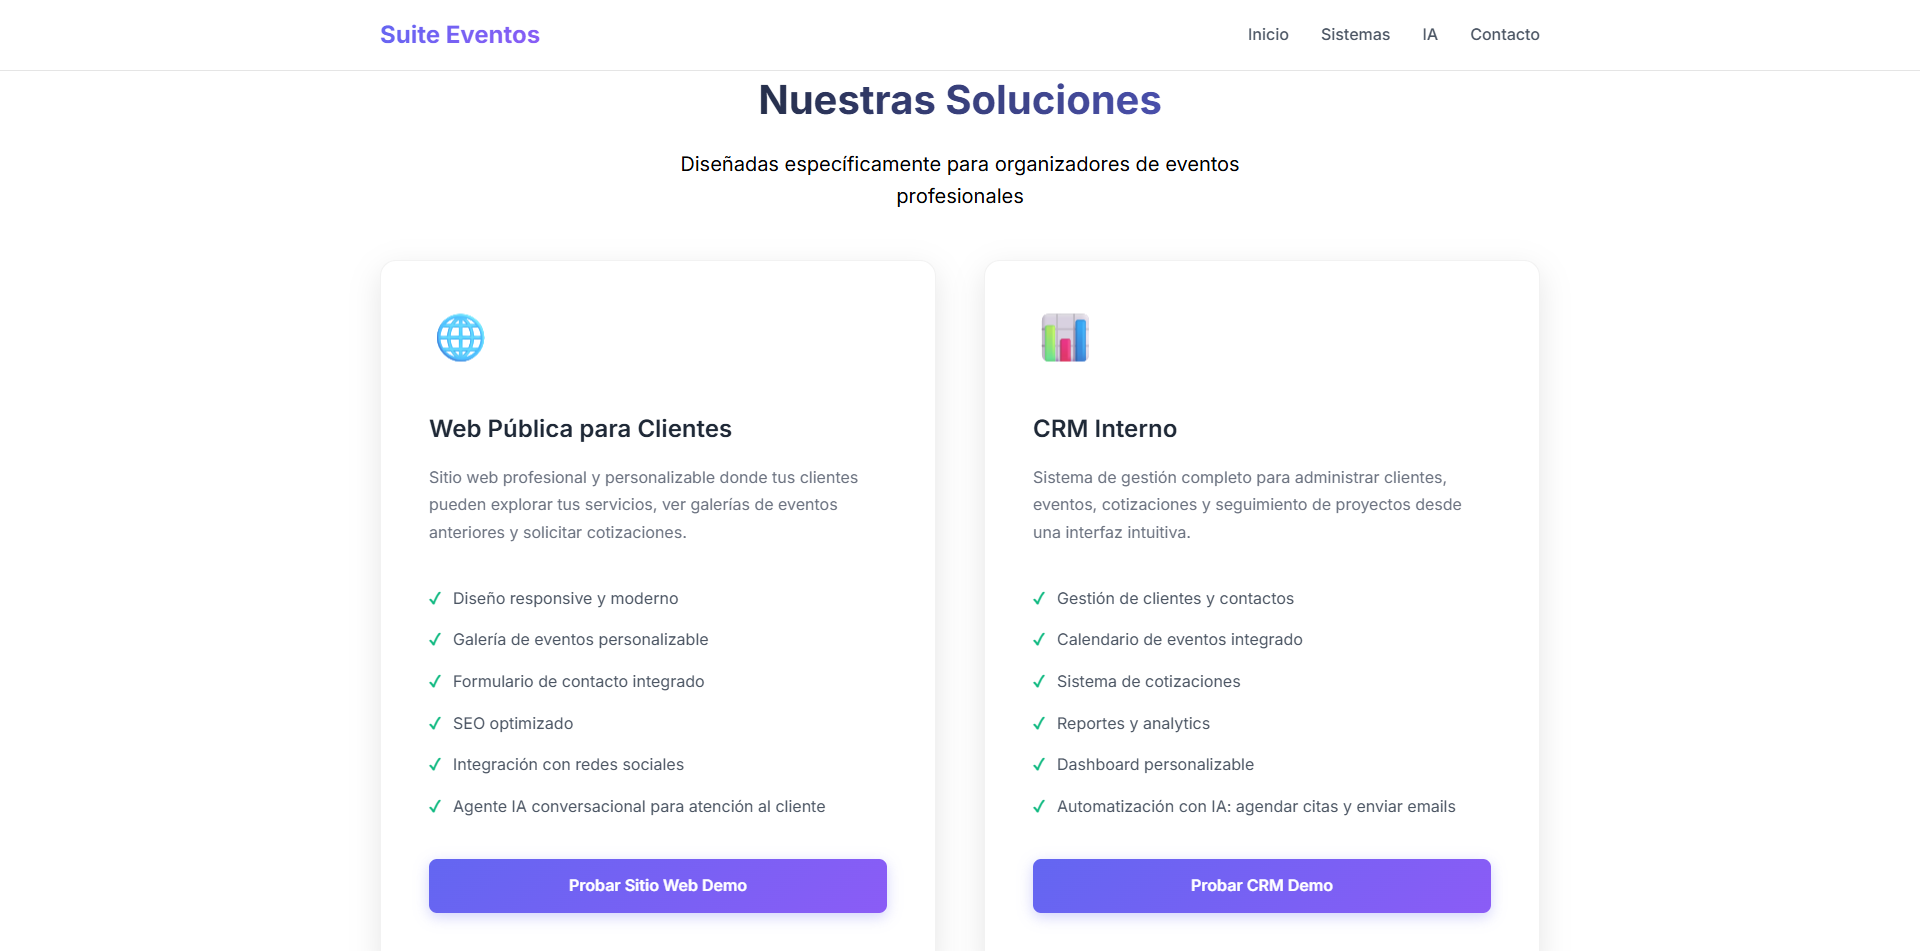 Suite Eventos
Inicio
Sistemas
IA
Contacto
Nuestras Soluciones
Diseñadas específicamente para organizadores de eventos
profesionales
Web Pública para Clientes
Sitio web profesional y personalizable donde tus clientes
pueden explorar tus servicios, ver galerías de eventos
anteriores y solicitar cotizaciones.
✓ Diseño responsive y moderno
✓ Galería de eventos personalizable
✓ Formulario de contacto integrado
✓ SEO optimizado
✓ Integración con redes sociales
✓ Agente IA conversacional para atención al cliente
Probar Sitio Web Demo
CRM Interno
Sistema de gestión completo para administrar clientes,
eventos, cotizaciones y seguimiento de proyectos desde
una interfaz intuitiva.
✓ Gestión de clientes y contactos
✓ Calendario de eventos integrado
✓ Sistema de cotizaciones
✓ Reportes y analytics
✓ Dashboard personalizable
✓ Automatización con IA: agendar citas y enviar emails
Probar CRM Demo